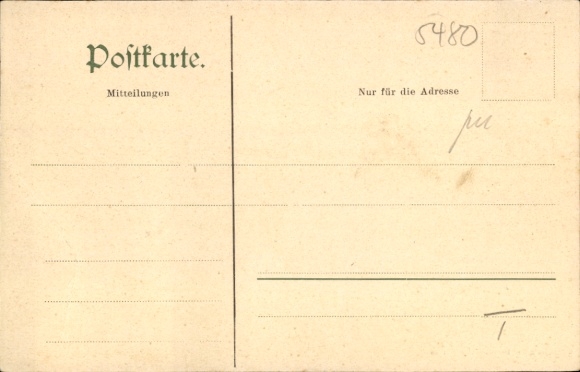 5480
Poſtkarte.
Mitteilungen
Nur für die Adresse